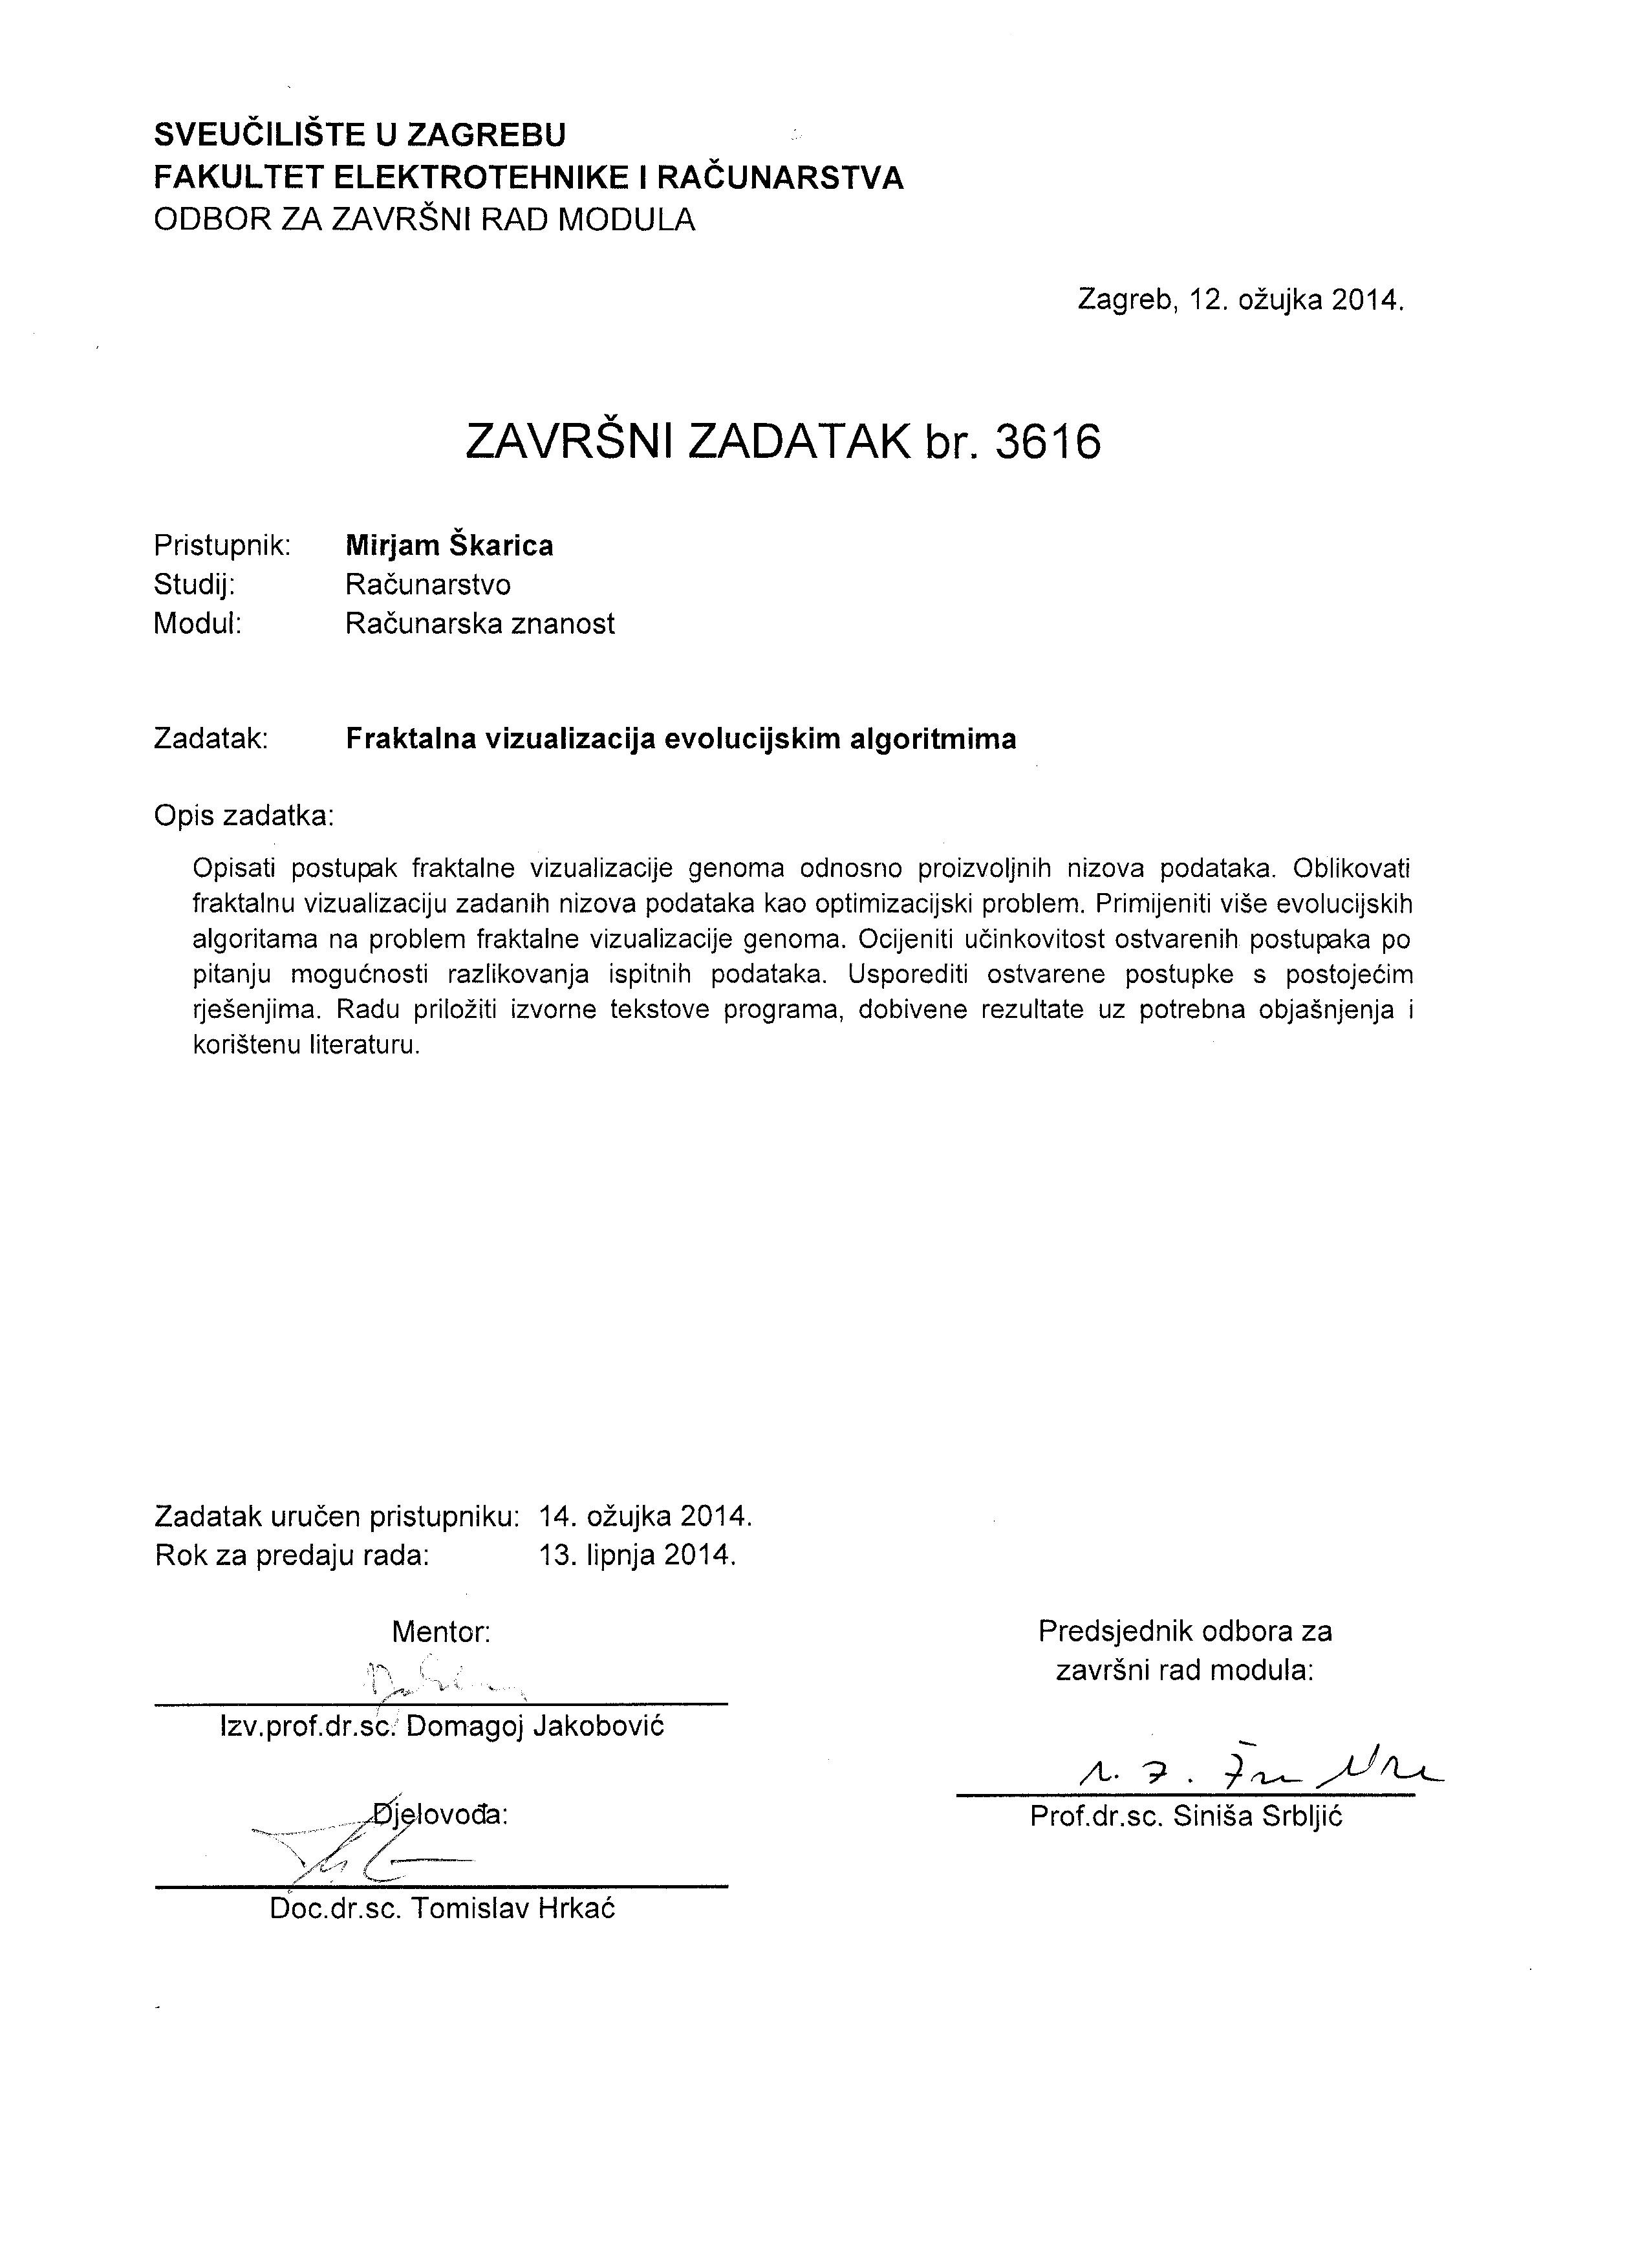 SVEUČILIŠTE U ZAGREBU
FAKULTET ELEKTROTEHNIKE I RAČUNARSTVA
ODBOR ZA ZAVRŠNI RAD MODULA
Zagreb, 12. ožujka 2014.
ZAVRŠNI ZADATAK br. 3616
Pristupnik: Mirjam Škarica
Studij: Računarstvo
Modul: Računarska znanost
Zadatak: Fraktalna vizualizacija evolucijskim algoritmima
Opis zadatka:
Opisati postupak fraktalne vizualizacije genoma odnosno proizvoljnih nizova podataka. Oblikovati
fraktalnu vizualizaciju zadanih nizova podataka kao optimizacijski problem. Primijeniti više evolucijskih
algoritama na problem fraktalne vizualizacije genoma. Ocijeniti učinkovitost ostvarenih postupaka po
pitanju mogućnosti razlikovanja ispitnih podataka. Usporediti ostvarene postupke s postojećim
rješenjima. Radu priložiti izvorne tekstove programa, dobivene rezultate uz potrebna objašnjenja i
korištenu literaturu.
Zadatak uručen pristupniku: 14. ožujka 2014.
Rok za predaju rada: 13. lipnja 2014.
Mentor:
Izv.prof.dr.sc. Domagoj Jakobović
Djelovođa:
Doc.dr.sc. Tomislav Hrkać
Predsjednik odbora za
završni rad modula:
Prof.dr.sc. Siniša Srbljić